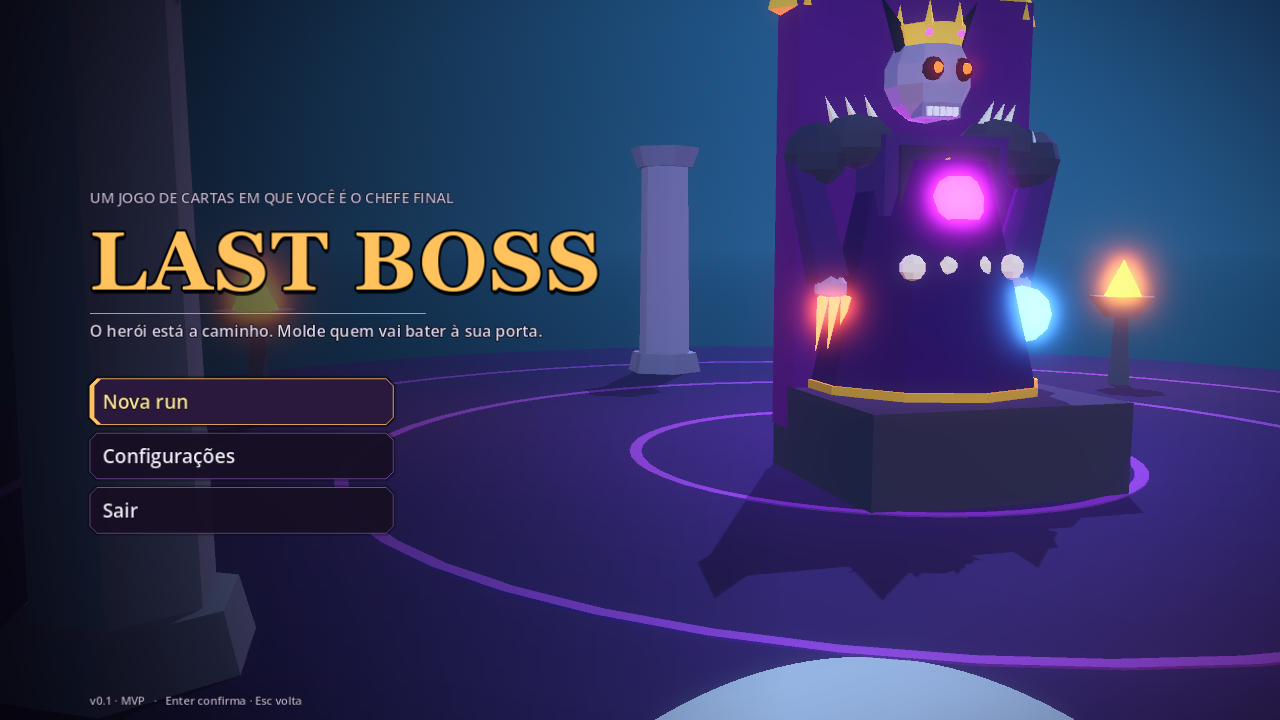 UM JOGO DE CARTAS EM QUE VOCÊ É O CHEFE FINAL
LAST BOSS
O herói está a caminho. Molde quem vai bater à sua porta.
Nova run
Configurações
Sair
v0.1 · MVP · Enter confirma · Esc volta